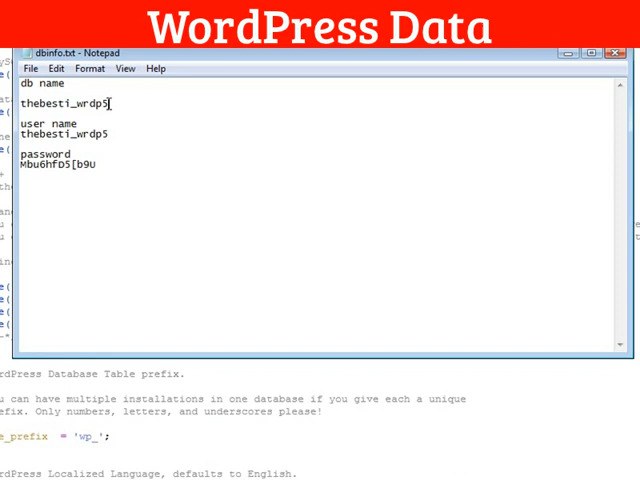 WordPress Data
dbinfo.txt - Notepad
File Edit Format View Help
db name
thebesti_wrdp5
user name
thebesti_wrdp5
password
Mbu6hfD5[b9U
rdPress Database Table prefix.
u can have multiple installations in one database if you give each a unique
efix. Only numbers, letters, and underscores please!
e_prefix = 'wp_';
rdPress Localized Language, defaults to English.